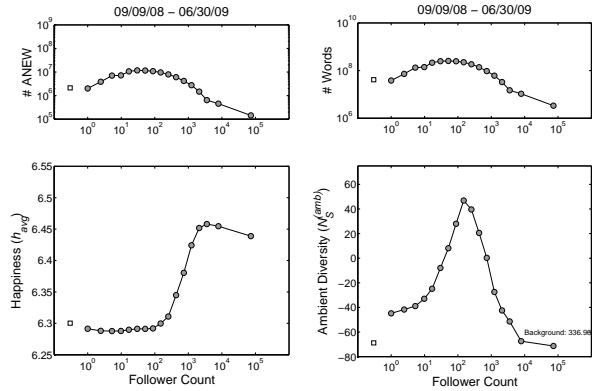 09/09/08 − 06/30/09
10^9
10^8
10^7
10^6
10^5
# ANEW
10^0 10^1 10^2 10^3 10^4 10^5
Follower Count
09/09/08 − 06/30/09
10^10
10^8
10^6
# Words
10^0 10^1 10^2 10^3 10^4 10^5
Follower Count
6.55
6.5
6.45
6.4
6.35
6.3
6.25
Happiness (h_avg)
10^0 10^1 10^2 10^3 10^4 10^5
Follower Count
60
40
20
0
−20
−40
−60
−80
Ambient Diversity (N_S^(amb))
Background: 336.98
10^0 10^1 10^2 10^3 10^4 10^5
Follower Count